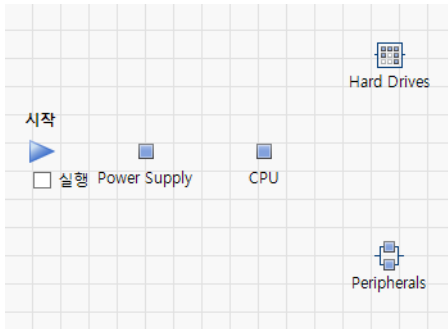 Hard Drives
시작
실행
Power Supply
CPU
Peripherals